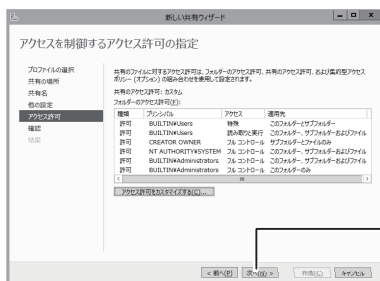 新しい共有ウィザード
アクセスを制御するアクセス許可の指定
プロファイルの選択
共有の場所
共有名
他の設定
アクセス許可
確認
結果
共有のファイルに対するアクセス許可は、フォルダーのアクセス許可、共有のアクセス許可、および集約型アクセス
ポリシー (オプション) の組み合わせを使用して設定されます。
共有のアクセス許可: カスタム
フォルダーのアクセス許可(F):
種類 プリンシパル アクセス 適用先
許可 BUILTIN¥Users 特殊 このフォルダーとサブフォルダー
許可 BUILTIN¥Users 読み取りと実行 このフォルダー、サブフォルダーおよびファイル
許可 CREATOR OWNER フル コントロール サブフォルダーとファイルのみ
許可 NT AUTHORITY¥SYSTEM フル コントロール このフォルダー、サブフォルダーおよびファイル
許可 BUILTIN¥Administrators フル コントロール このフォルダー、サブフォルダーおよびファイル
許可 BUILTIN¥Administrators フル コントロール このフォルダーのみ
アクセス許可をカスタマイズする(C)...
< 前へ(P) 次へ(N) > 作成(C) キャンセル